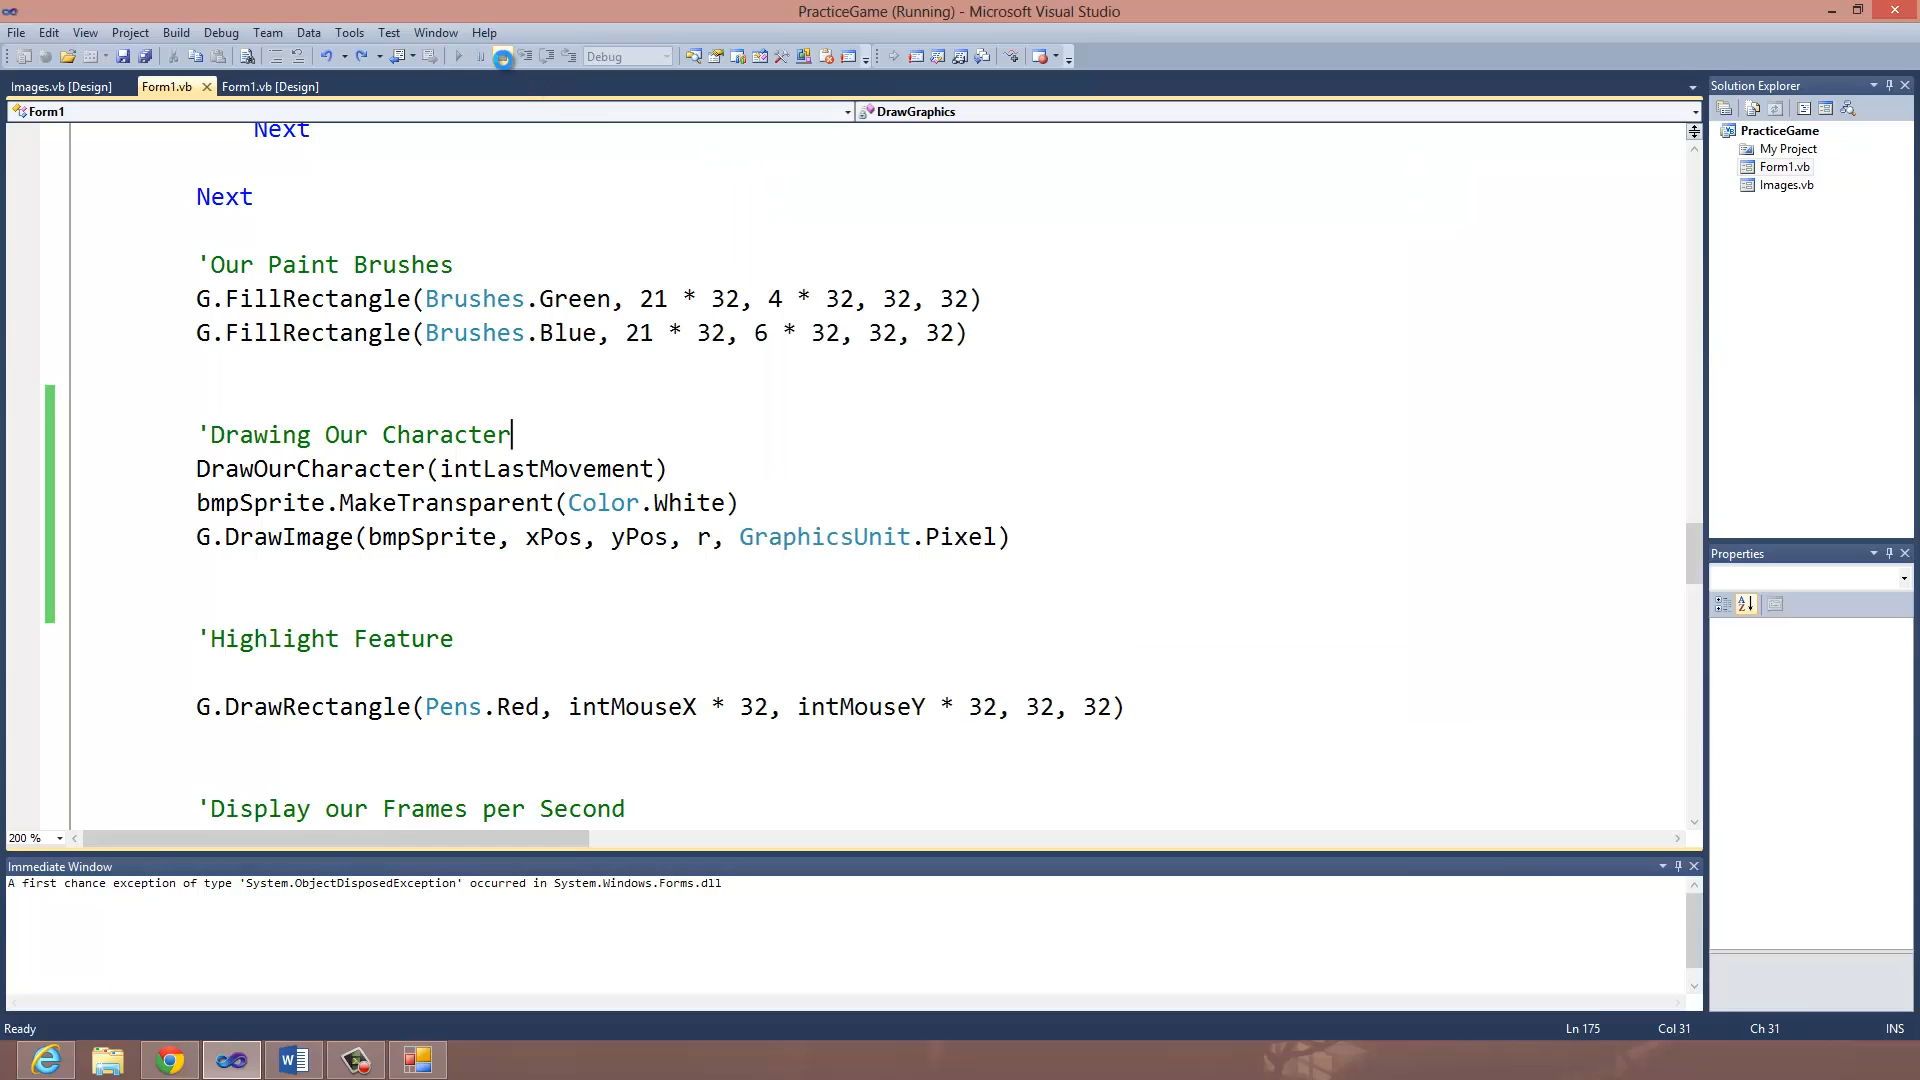 PracticeGame (Running) - Microsoft Visual Studio
File Edit View Project Build Debug Team Data Tools Test Window Help
Debug
Images.vb [Design] Form1.vb Form1.vb [Design]
Form1 DrawGraphics
Next
Next
'Our Paint Brushes
G.FillRectangle(Brushes.Green, 21 * 32, 4 * 32, 32, 32)
G.FillRectangle(Brushes.Blue, 21 * 32, 6 * 32, 32, 32)
'Drawing Our Character
DrawOurCharacter(intLastMovement)
bmpSprite.MakeTransparent(Color.White)
G.DrawImage(bmpSprite, xPos, yPos, r, GraphicsUnit.Pixel)
'Highlight Feature
G.DrawRectangle(Pens.Red, intMouseX * 32, intMouseY * 32, 32, 32)
'Display our Frames per Second
200 %
Immediate Window
A first chance exception of type 'System.ObjectDisposedException' occurred in System.Windows.Forms.dll
Solution Explorer
PracticeGame
My Project
Form1.vb
Images.vb
Properties
Ready Ln 175 Col 31 Ch 31 INS